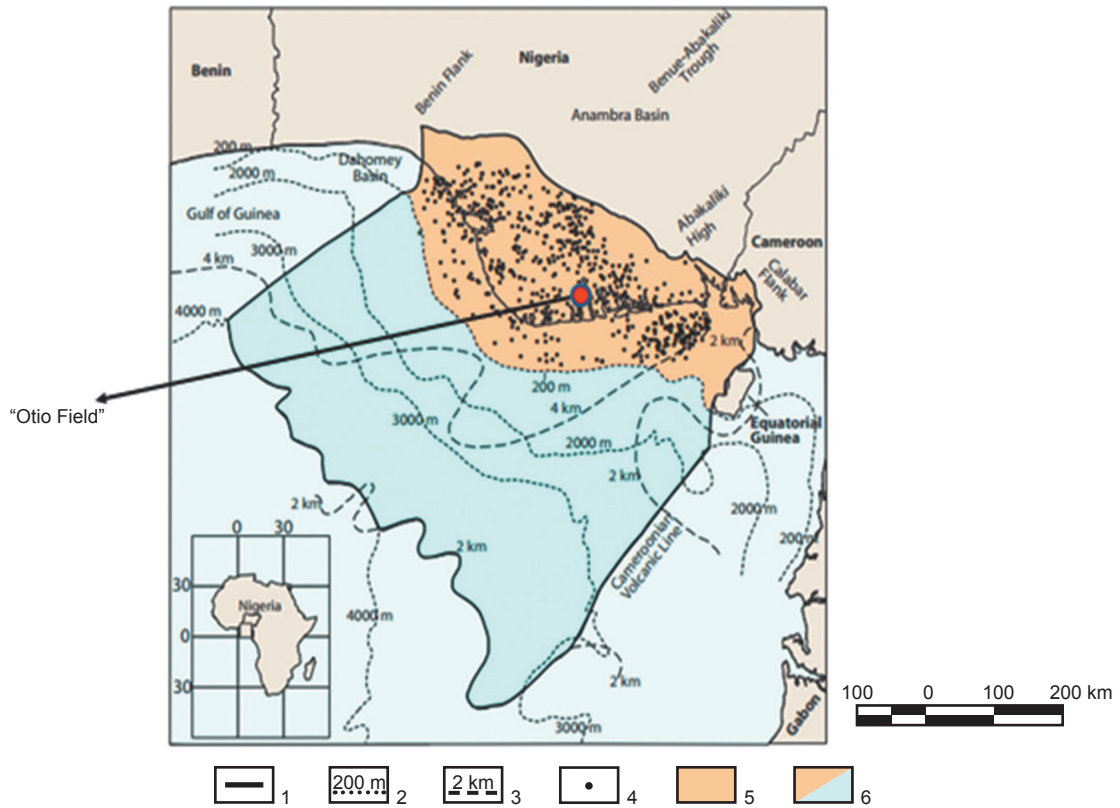 Benin
Nigeria
Benue-Abakaliki
Trough
Benin Flank
Anambra Basin
200 m
2000 m
Dahomey
Basin
Gulf of Guinea
Abakaliki
High
Cameroon
3000 m
Calabar
Flank
4 km
4000 m
2 km
200 m
"Otio Field"
4 km
3000 m
Equatorial
Guinea
2000 m
2 km
2 km
2000 m
200 m
2 km
Cameroonian
Volcanic Line
0 30
30
Nigeria
0
30
4000 m
2 km
3000 m
Gabon
100 0 100 200 km
1 200 m 2 2 km 3 4 5 6